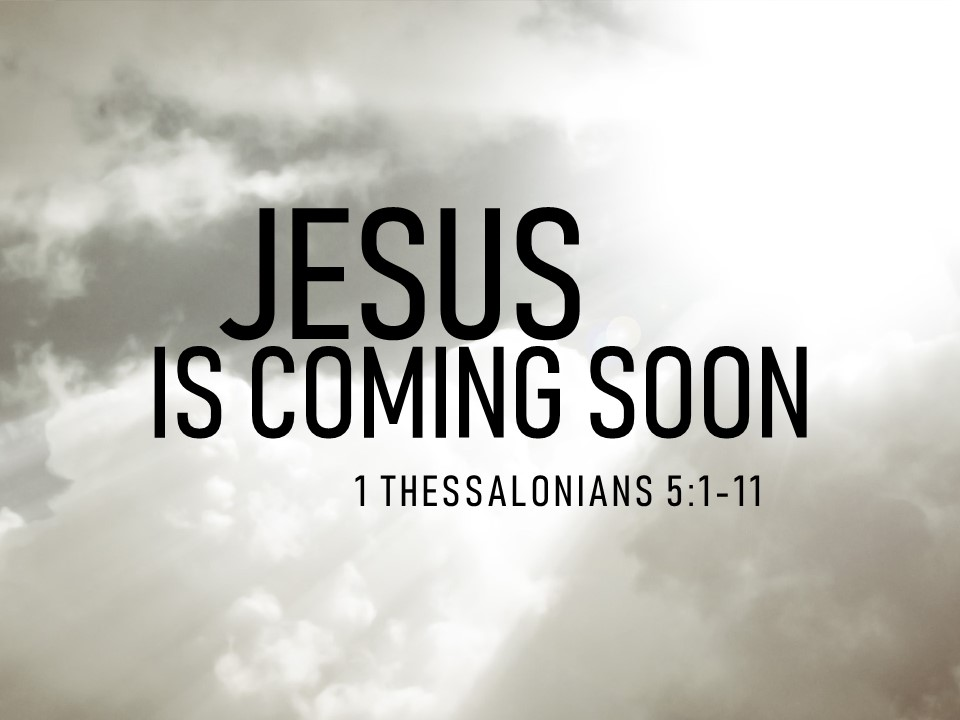 JESUS
IS COMING SOON
1 THESSALONIANS 5:1-11